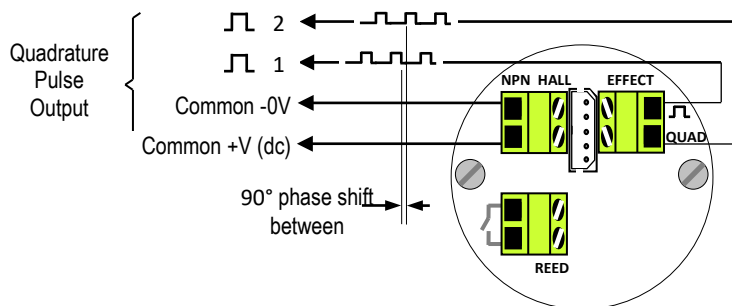 2
Quadrature
Pulse
Output
1
NPN HALL EFFECT
Common -0V
QUAD
Common +V (dc)
90° phase shift
between
REED